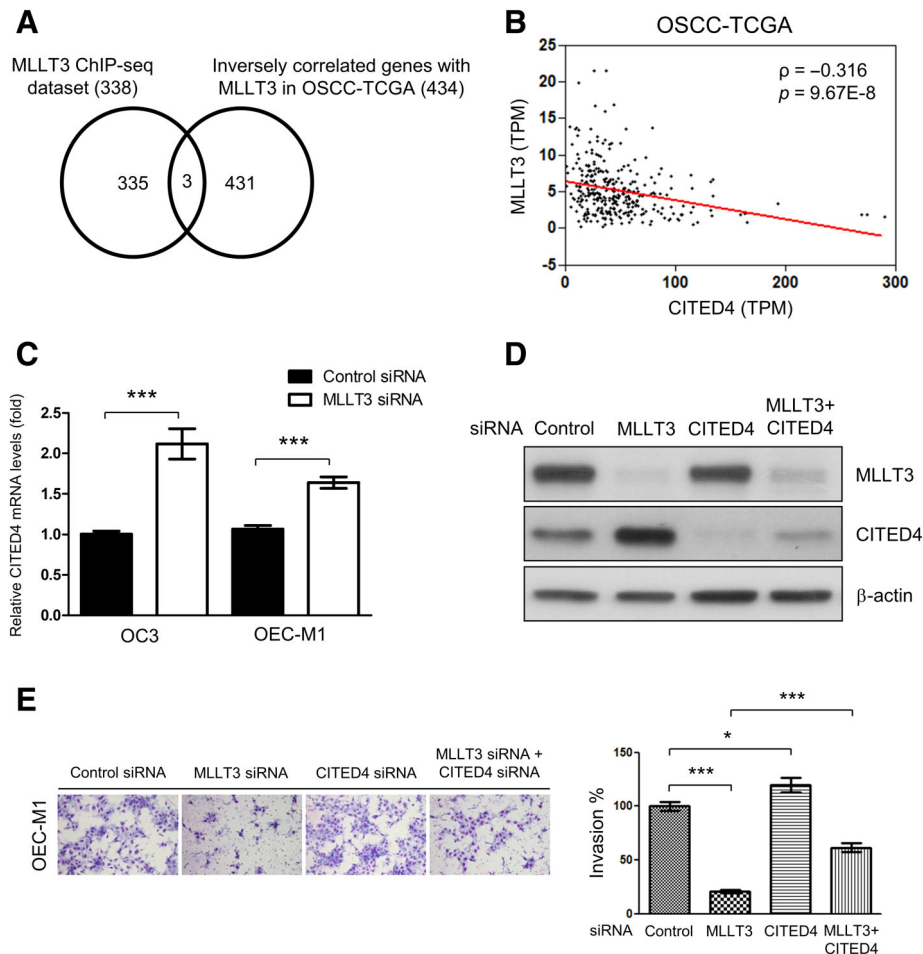 A
MLLT3 ChIP-seq
dataset (338)
Inversely correlated genes with
MLLT3 in OSCC-TCGA (434)
335
3
431
B
OSCC-TCGA
ρ = −0.316
p = 9.67E-8
MLLT3 (TPM)
25
20
15
10
5
0
-5
0
100
200
300
CITED4 (TPM)
C
Control siRNA
MLLT3 siRNA
Relative CITED4 mRNA levels (fold)
2.5
2.0
1.5
1.0
0.5
0.0
***
***
OC3
OEC-M1
D
siRNA
Control
MLLT3
CITED4
MLLT3+
CITED4
MLLT3
CITED4
β-actin
E
Control siRNA
MLLT3 siRNA
CITED4 siRNA
MLLT3 siRNA +
CITED4 siRNA
OEC-M1
***
*
***
Invasion %
150
100
50
0
siRNA
Control
MLLT3
CITED4
MLLT3+
CITED4